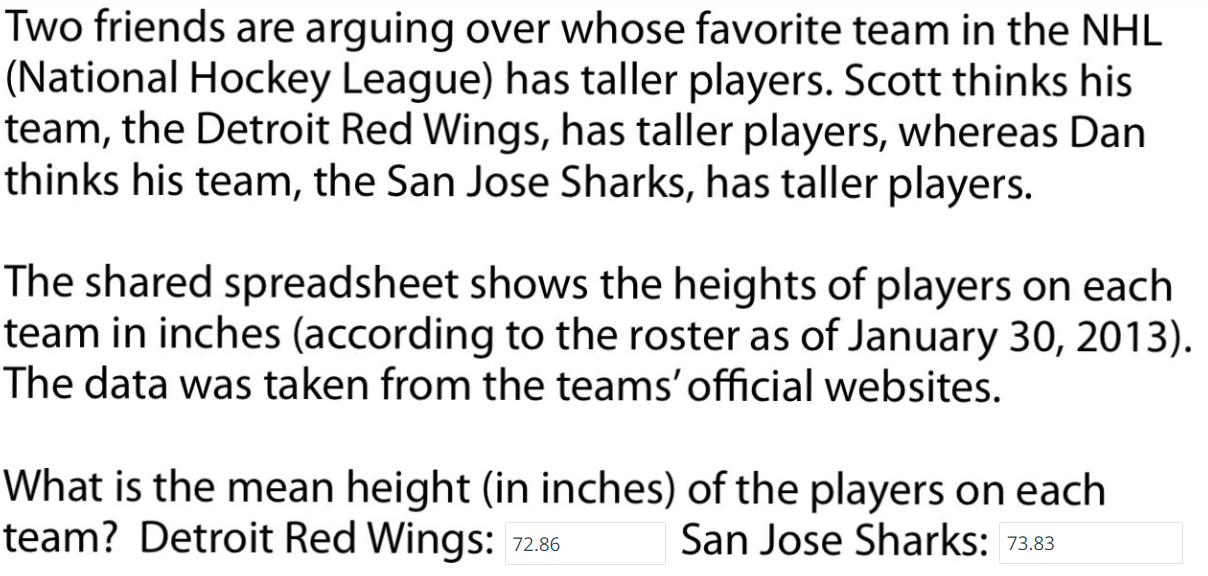 Two friends are arguing over whose favorite team in the NHL
(National Hockey League) has taller players. Scott thinks his
team, the Detroit Red Wings, has taller players, whereas Dan
thinks his team, the San Jose Sharks, has taller players.
The shared spreadsheet shows the heights of players on each
team in inches (according to the roster as of January 30, 2013).
The data was taken from the teams’ official websites.
What is the mean height (in inches) of the players on each
team? Detroit Red Wings: 72.86 San Jose Sharks: 73.83